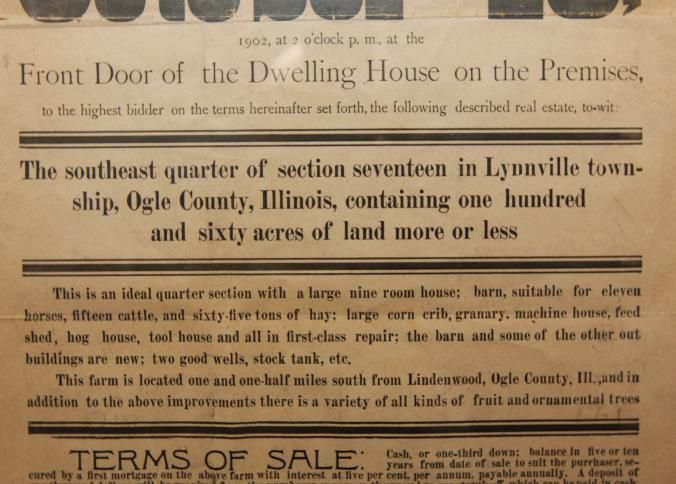 1902, at 2 o'clock p. m., at the
Front Door of the Dwelling House on the Premises,
to the highest bidder on the terms hereinafter set forth, the following described real estate, to-wit:
The southeast quarter of section seventeen in Lynnville town-
ship, Ogle County, Illinois, containing one hundred
and sixty acres of land more or less
This is an ideal quarter section with a large nine room house; barn, suitable for eleven
horses, fifteen cattle, and sixty-five tons of hay; large corn crib, granary, machine house, feed
shed, hog house, tool house and all in first-class repair; the barn and some of the other out
buildings are new; two good wells, stock tank, etc.
This farm is located one and one-half miles south from Lindenwood, Ogle County, Ill., and in
addition to the above improvements there is a variety of all kinds of fruit and ornamental trees
TERMS OF SALE: Cash, or one-third down; balance in five or ten
years from date of sale to suit the purchaser, se-
cured by a first mortgage on the above farm with interest at five per cent. per annum, payable annually. A deposit of